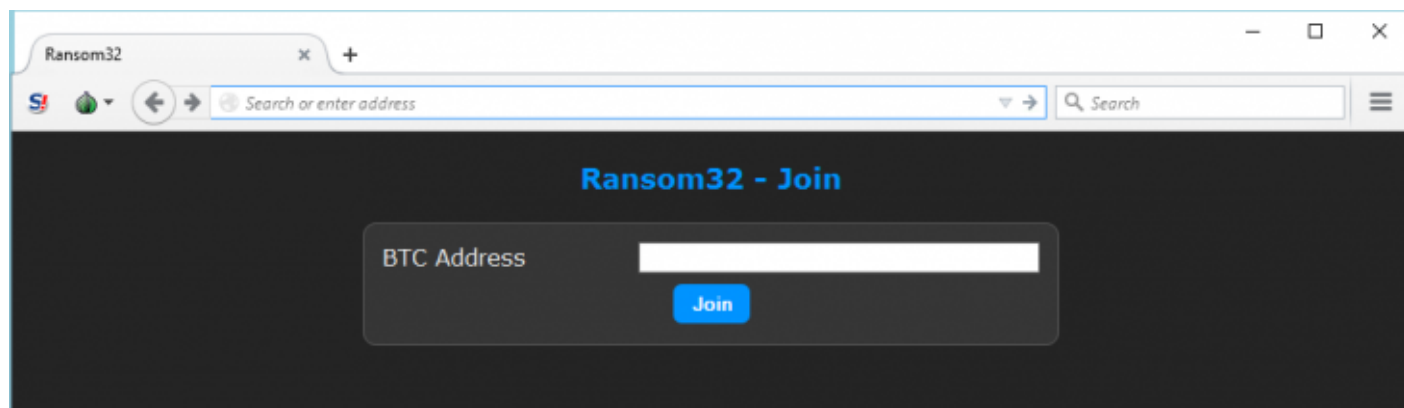 Ransom32
Search or enter address
Search
Ransom32 - Join
BTC Address
Join